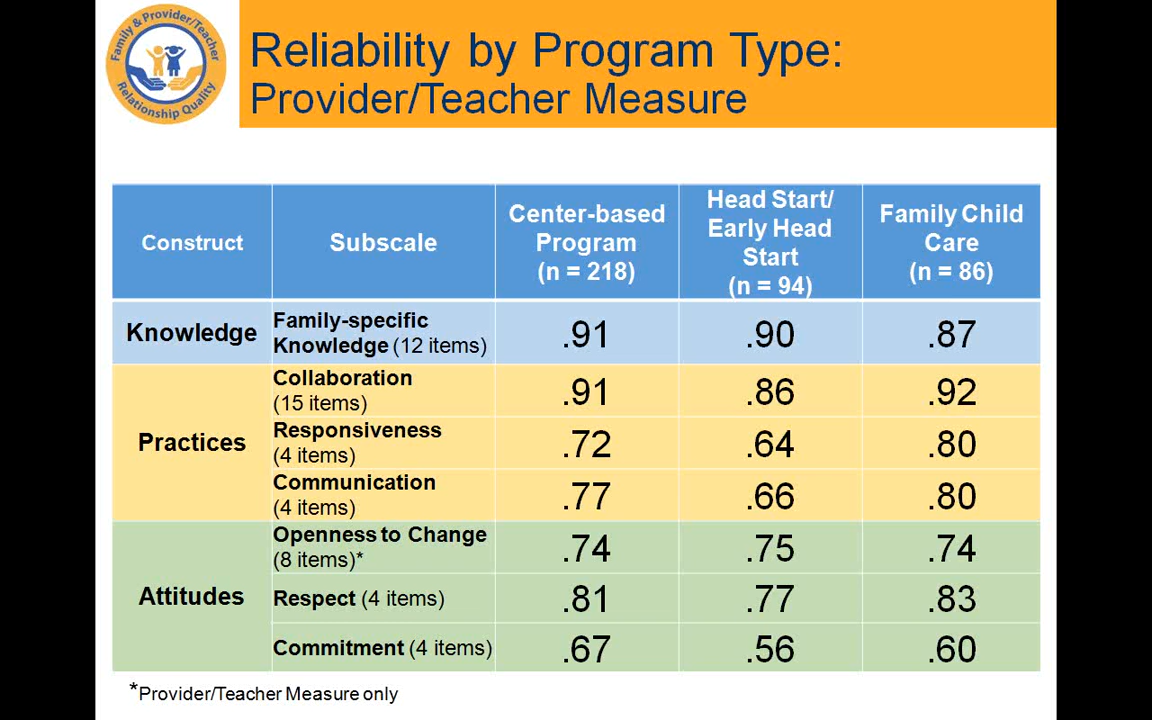 Family & Provider/Teacher
Relationship Quality
Reliability by Program Type:
Provider/Teacher Measure
Construct
Subscale
Center-based
Program
(n = 218)
Head Start/
Early Head
Start
(n = 94)
Family Child
Care
(n = 86)
Knowledge
Family-specific
Knowledge (12 items)
.91
.90
.87
Practices
Collaboration
(15 items)
.91
.86
.92
Responsiveness
(4 items)
.72
.64
.80
Communication
(4 items)
.77
.66
.80
Attitudes
Openness to Change
(8 items)*
.74
.75
.74
Respect (4 items)
.81
.77
.83
Commitment (4 items)
.67
.56
.60
*Provider/Teacher Measure only